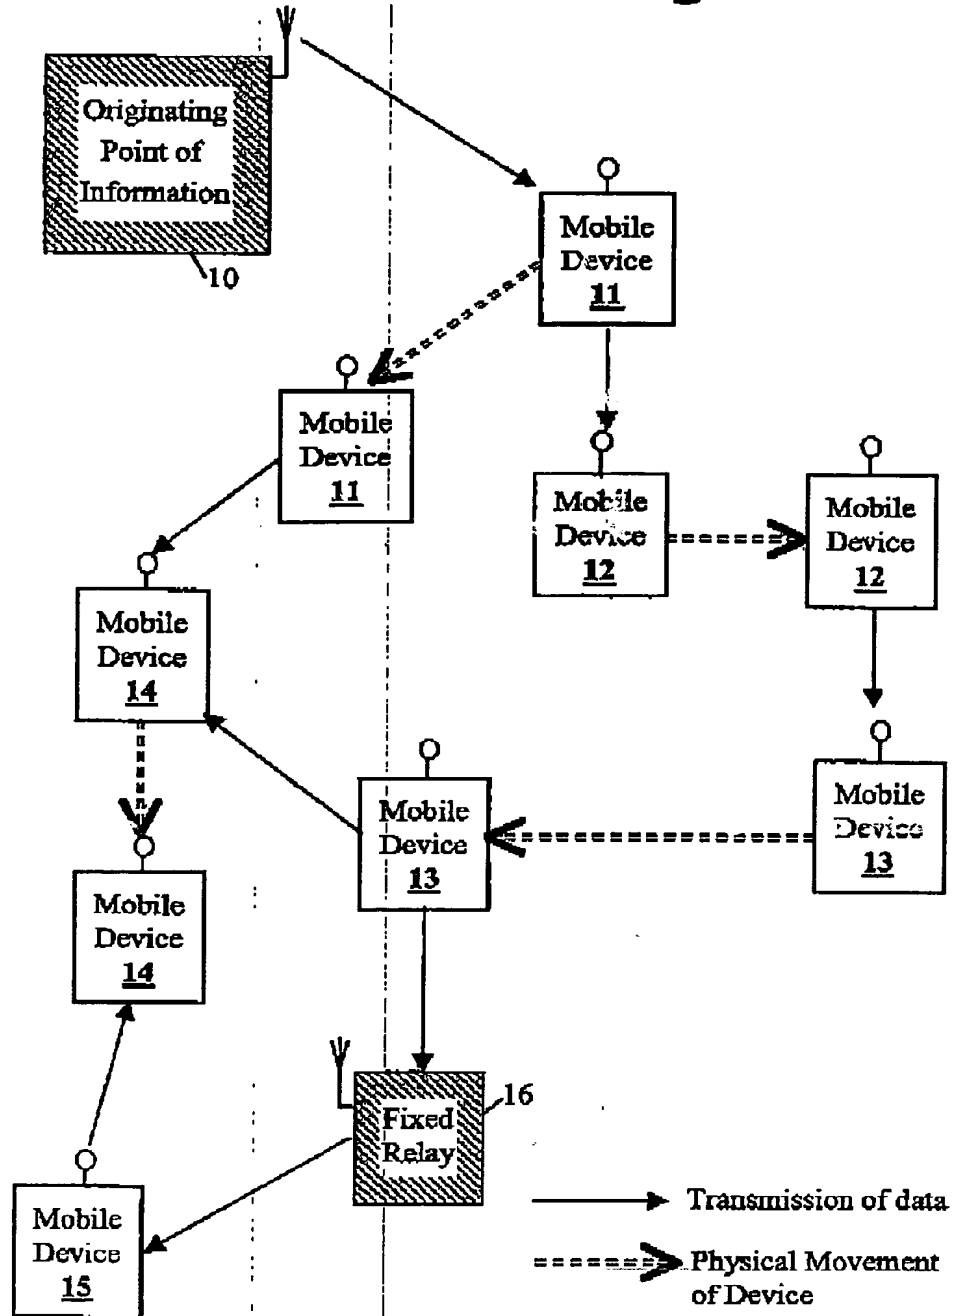 Originating
Point of
Information
10
Mobile
Device
11
Mobile
Device
11
Mobile
Device
12
Mobile
Device
12
Mobile
Device
14
Mobile
Device
13
Mobile
Device
13
Mobile
Device
14
Fixed
Relay
16
Mobile
Device
15
Transmission of data
Physical Movement
of Device